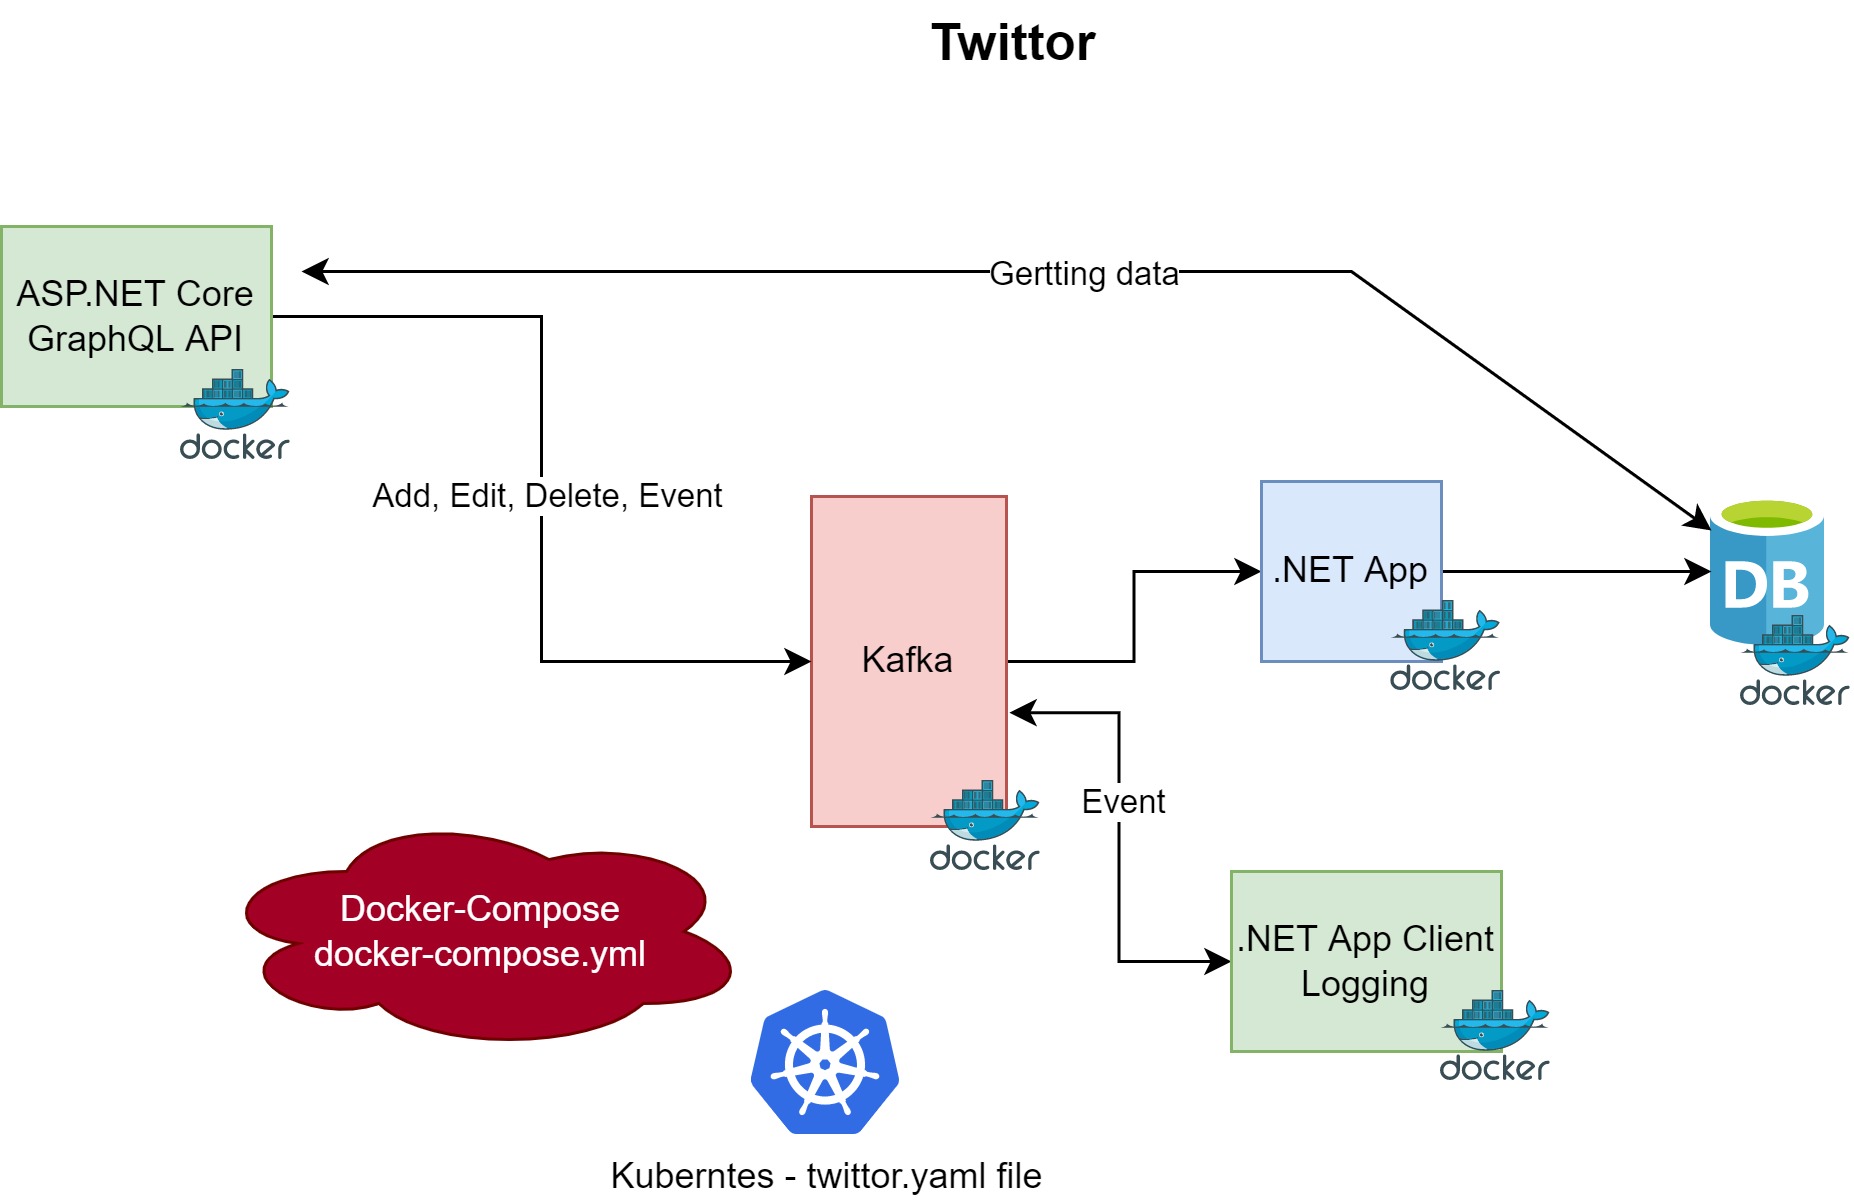 Twittor
ASP.NET Core
GraphQL API
docker
Gertting data
Add, Edit, Delete, Event
Kafka
docker
.NET App
docker
DB
docker
Event
.NET App Client
Logging
docker
Docker-Compose
docker-compose.yml
Kuberntes - twittor.yaml file